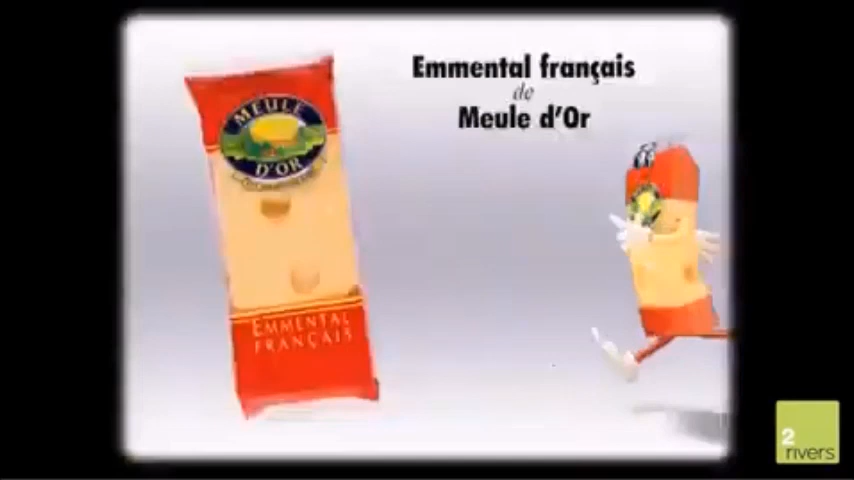 Emmental français
de
Meule d'Or
MEULE
D'OR
EMMENTAL
FRANÇAIS
2
rivers